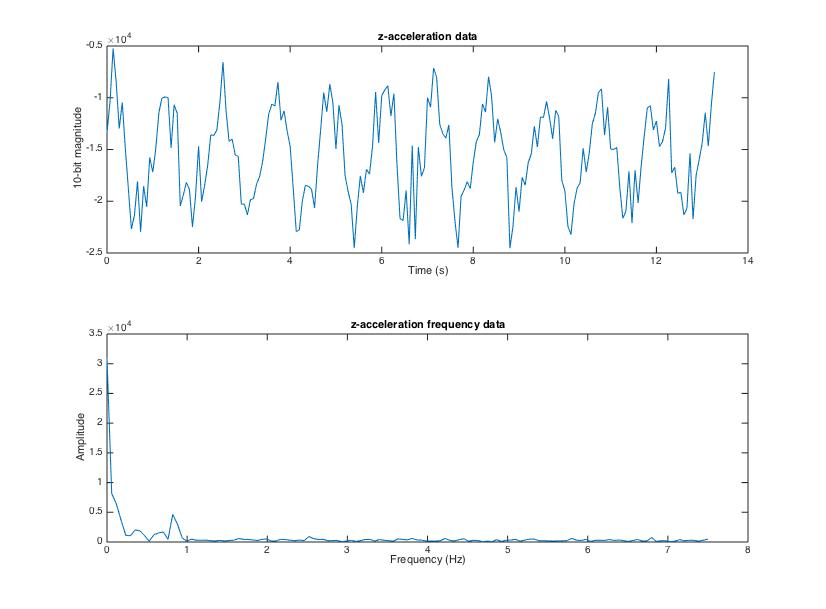 z-acceleration data
×10⁴
-0.5
-1
-1.5
-2
-2.5
10-bit magnitude
0 2 4 6 8 10 12 14
Time (s)
z-acceleration frequency data
×10⁴
3.5
3
2.5
2
1.5
1
0.5
0
Amplitude
0 1 2 3 4 5 6 7 8
Frequency (Hz)